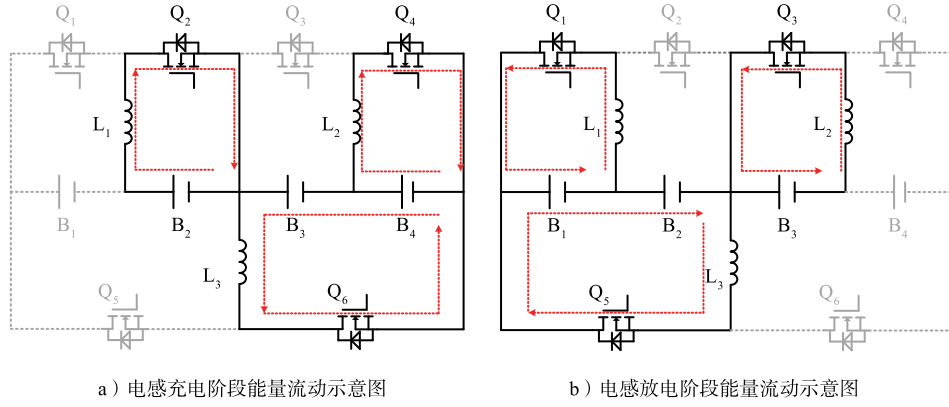 Q1 Q2 Q3 Q4 Q1 Q2 Q3 Q4
L1 L2 L1 L2
B1 B2 B3 B4 B1 B2 B3 B4
L3 L3
Q5 Q6 Q5 Q6
a）电感充电阶段能量流动示意图 b）电感放电阶段能量流动示意图